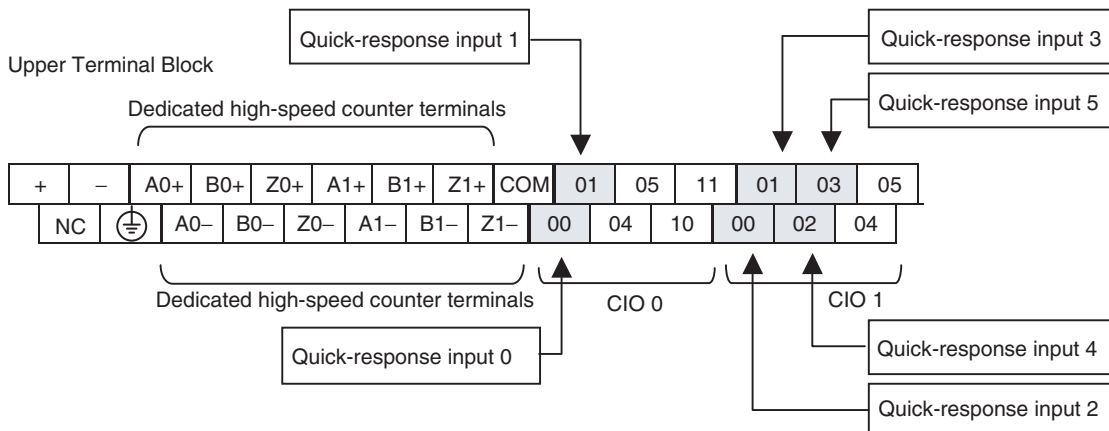 Quick-response input 1
Quick-response input 3
Upper Terminal Block
Quick-response input 5
Dedicated high-speed counter terminals
+ – A0+ B0+ Z0+ A1+ B1+ Z1+ COM 01 05 11 01 03 05
NC A0– B0– Z0– A1– B1– Z1– 00 04 10 00 02 04
Dedicated high-speed counter terminals
CIO 0
CIO 1
Quick-response input 0
Quick-response input 4
Quick-response input 2